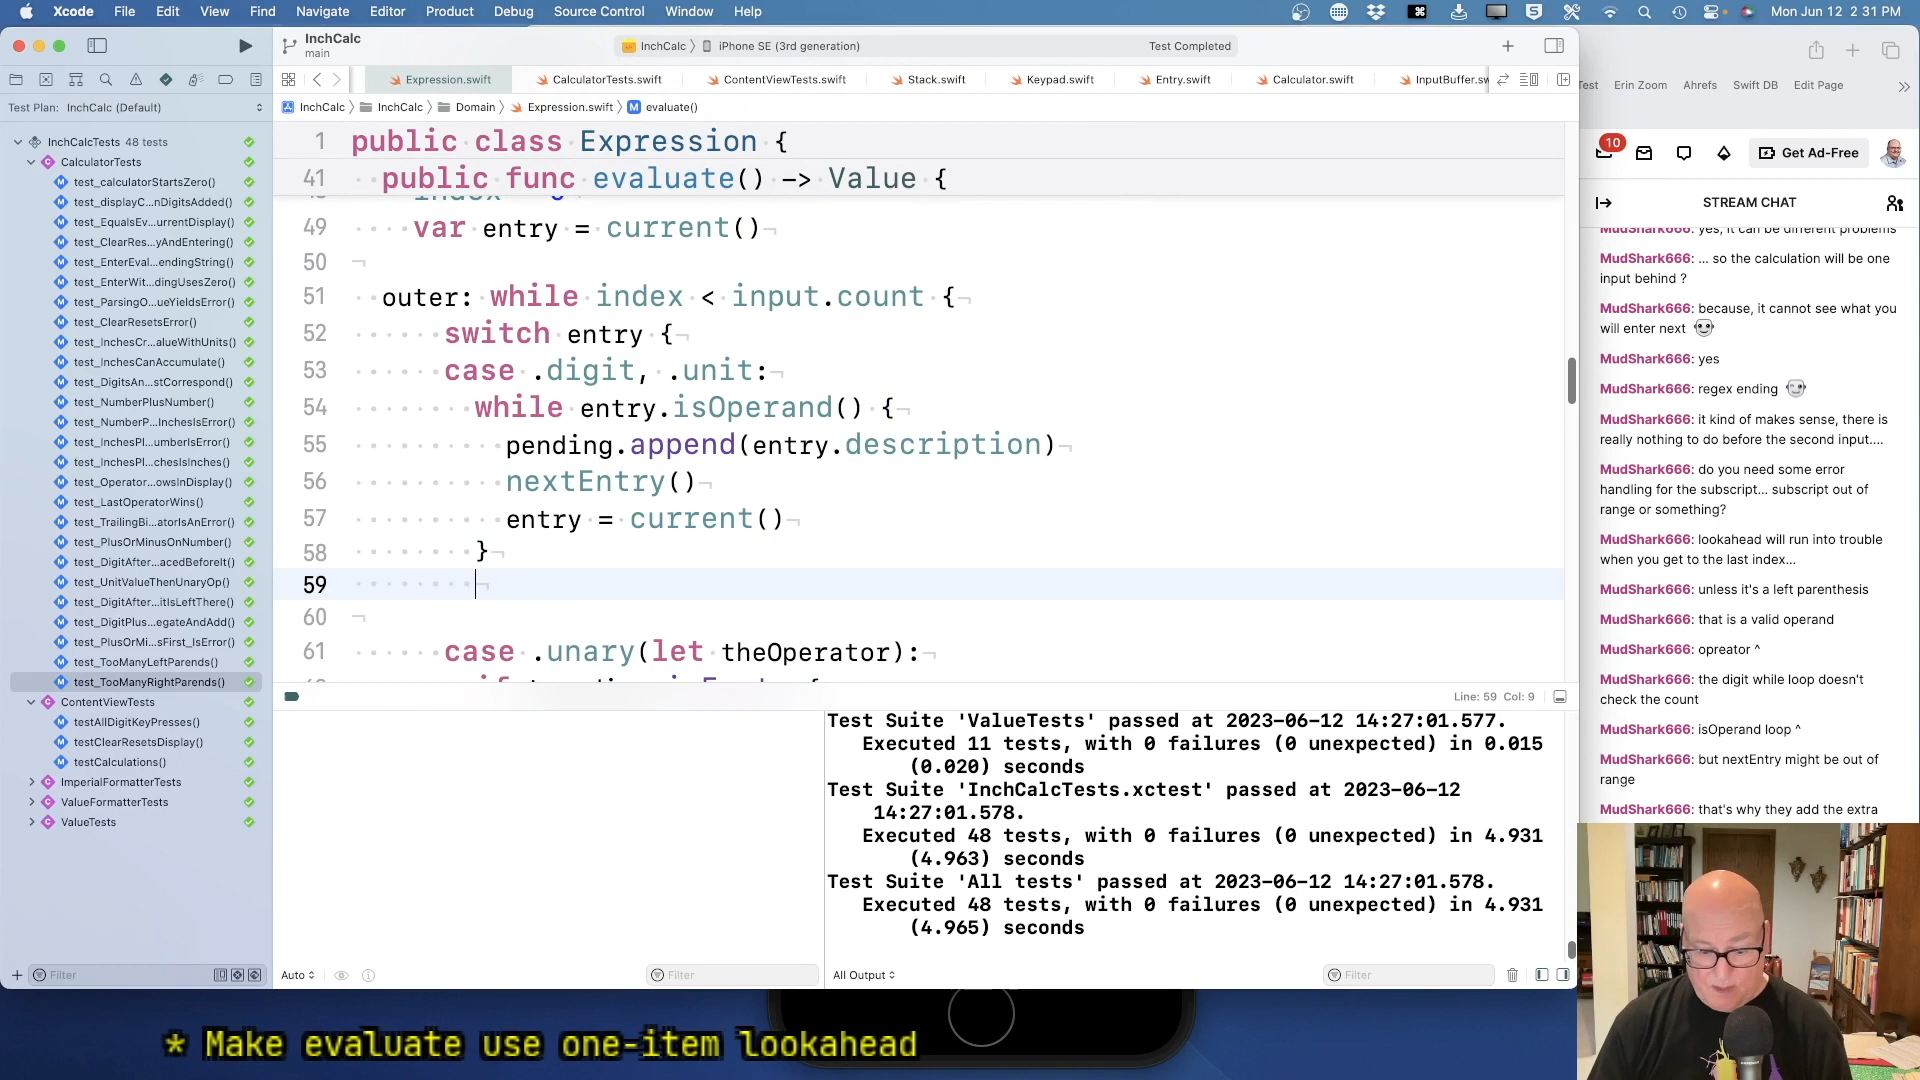 Xcode File Edit View Find Navigate Editor Product Debug Source Control Window Help Mon Jun 12 2 31 PM
InchCalc
main
InchCalc iPhone SE (3rd generation) Test Completed
Expression.swift CalculatorTests.swift ContentViewTests.swift Stack.swift Keypad.swift Entry.swift Calculator.swift InputBuffer.sw
Test Plan: InchCalc (Default)
InchCalc InchCalc Domain Expression.swift M evaluate()
InchCalcTests 48 tests
CalculatorTests
test_calculatorStartsZero()
test_displayC...nDigitsAdded()
test_EqualsEv...urrentDisplay()
test_ClearRes...yAndEntering()
test_EnterEval...endingString()
test_EnterWit...dingUsesZero()
test_ParsingO...ueYieldsError()
test_ClearResetsError()
test_InchesCr...alueWithUnits()
test_InchesCanAccumulate()
test_DigitsAn...stCorrespond()
test_NumberPlusNumber()
test_NumberP...InchesIsError()
test_InchesPl...umberIsError()
test_InchesPl...chesIsInches()
test_Operator...owsInDisplay()
test_LastOperatorWins()
test_TrailingBi...atorIsAnError()
test_PlusOrMinusOnNumber()
test_DigitAfter...acedBeforeIt()
test_UnitValueThenUnaryOp()
test_DigitAfter...itIsLeftThere()
test_DigitPlus...egateAndAdd()
test_PlusOrMi...sFirst_IsError()
test_TooManyLeftParends()
test_TooManyRightParends()
ContentViewTests
testAllDigitKeyPresses()
testClearResetsDisplay()
testCalculations()
ImperialFormatterTests
ValueFormatterTests
ValueTests
Filter
1 public class Expression {
41 public func evaluate() -> Value {
49 var entry = current()
50
51 outer: while index < input.count {
52 switch entry {
53 case .digit, .unit:
54 while entry.isOperand() {
55 pending.append(entry.description)
56 nextEntry()
57 entry = current()
58 }
59
60
61 case .unary(let theOperator):
Line: 59 Col: 9
Test Suite 'ValueTests' passed at 2023-06-12 14:27:01.577.
Executed 11 tests, with 0 failures (0 unexpected) in 0.015
(0.020) seconds
Test Suite 'InchCalcTests.xctest' passed at 2023-06-12
14:27:01.578.
Executed 48 tests, with 0 failures (0 unexpected) in 4.931
(4.963) seconds
Test Suite 'All tests' passed at 2023-06-12 14:27:01.578.
Executed 48 tests, with 0 failures (0 unexpected) in 4.931
(4.965) seconds
Auto Filter All Output Filter
Test Erin Zoom Ahrefs Swift DB Edit Page
10 Get Ad-Free
STREAM CHAT
MudShark666: yes, it can be different problems
MudShark666: ... so the calculation will be one
input behind ?
MudShark666: because, it cannot see what you
will enter next
MudShark666: yes
MudShark666: regex ending
MudShark666: it kind of makes sense, there is
really nothing to do before the second input....
MudShark666: do you need some error
handling for the subscript... subscript out of
range or something?
MudShark666: lookahead will run into trouble
when you get to the last index...
MudShark666: unless it's a left parenthesis
MudShark666: that is a valid operand
MudShark666: opreator ^
MudShark666: the digit while loop doesn't
check the count
MudShark666: isOperand loop ^
MudShark666: but nextEntry might be out of
range
MudShark666: that's why they add the extra
* Make evaluate use one-item lookahead